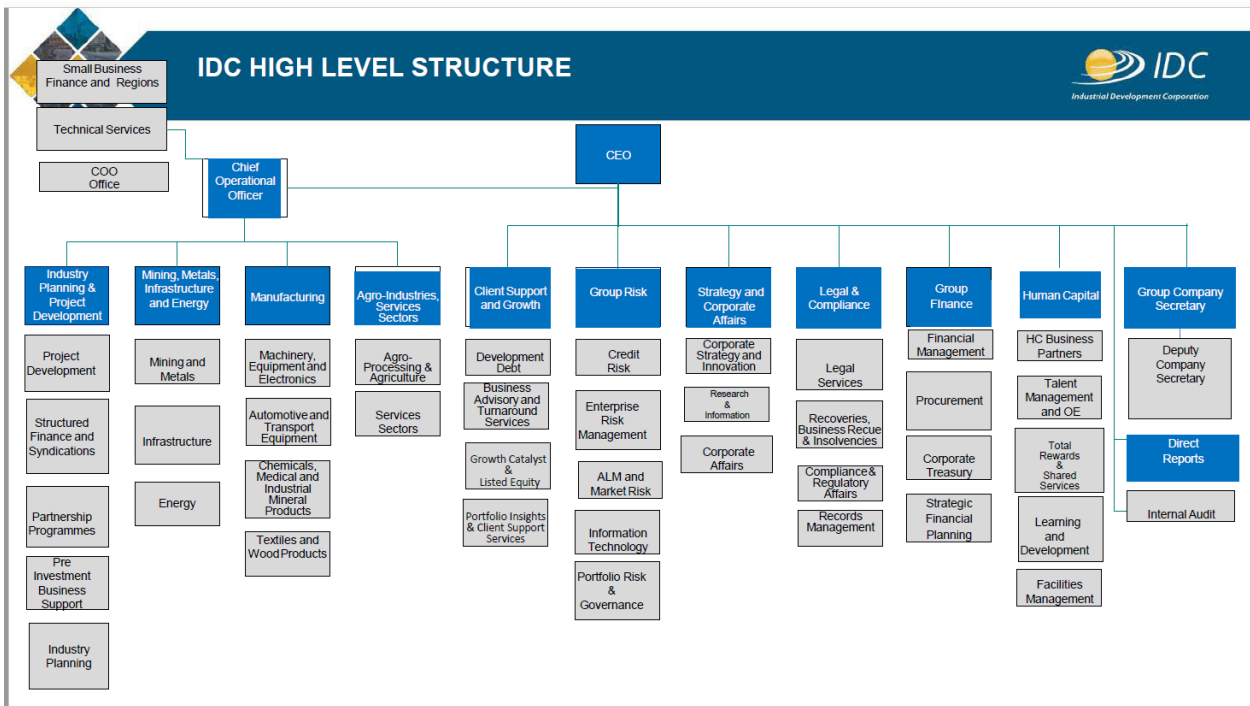 IDC HIGH LEVEL STRUCTURE
IDC
Industrial Development Corporation
Small Business
Finance and Regions
Technical Services
COO
Office
Chief
Operational
Officer
CEO
Industry
Planning &
Project
Development
Project
Development
Structured
Finance and
Syndications
Partnership
Programmes
Pre
Investment
Business
Support
Industry
Planning
Mining, Metals,
Infrastructure
and Energy
Mining and
Metals
Infrastructure
Energy
Manufacturing
Machinery,
Equipment and
Electronics
Automotive and
Transport
Equipment
Chemicals,
Medical and
Industrial
Mineral
Products
Textiles and
Wood Products
Agro-Industries,
Services
Sectors
Agro-
Processing &
Agriculture
Services
Sectors
Client Support
and Growth
Development
Debt
Business
Advisory and
Turnaround
Services
Growth Catalyst
&
Listed Equity
Portfolio Insights
& Client Support
Services
Group Risk
Credit
Risk
Enterprise
Risk
Management
ALM and
Market Risk
Information
Technology
Portfolio Risk
&
Governance
Strategy and
Corporate
Affairs
Corporate
Strategy and
Innovation
Research
&
Information
Corporate
Affairs
Legal &
Compliance
Legal
Services
Recoveries,
Business Recue
& Insolvencies
Compliance &
Regulatory
Affairs
Records
Management
Group
Finance
Financial
Management
Procurement
Corporate
Treasury
Strategic
Financial
Planning
Human Capital
HC Business
Partners
Talent
Management
and OE
Total
Rewards
&
Shared
Services
Learning
and
Development
Facilities
Management
Group Company
Secretary
Deputy
Company
Secretary
Direct
Reports
Internal Audit